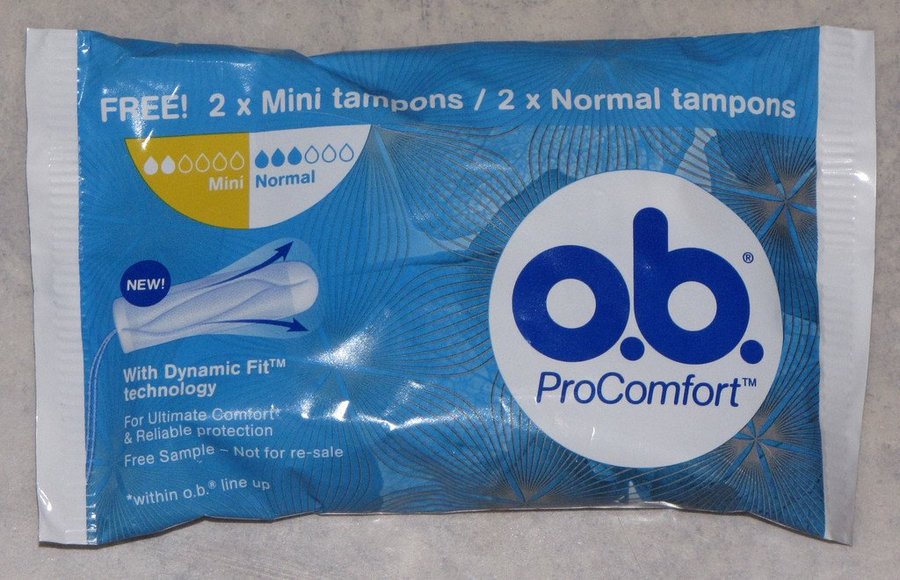 FREE! 2 x Mini tampons / 2 x Normal tampons
Mini Normal
o.b.®
ProComfort™
NEW!
With Dynamic Fit™
technology
For Ultimate Comfort*
& Reliable protection
Free Sample – Not for re-sale
*within o.b.® line up